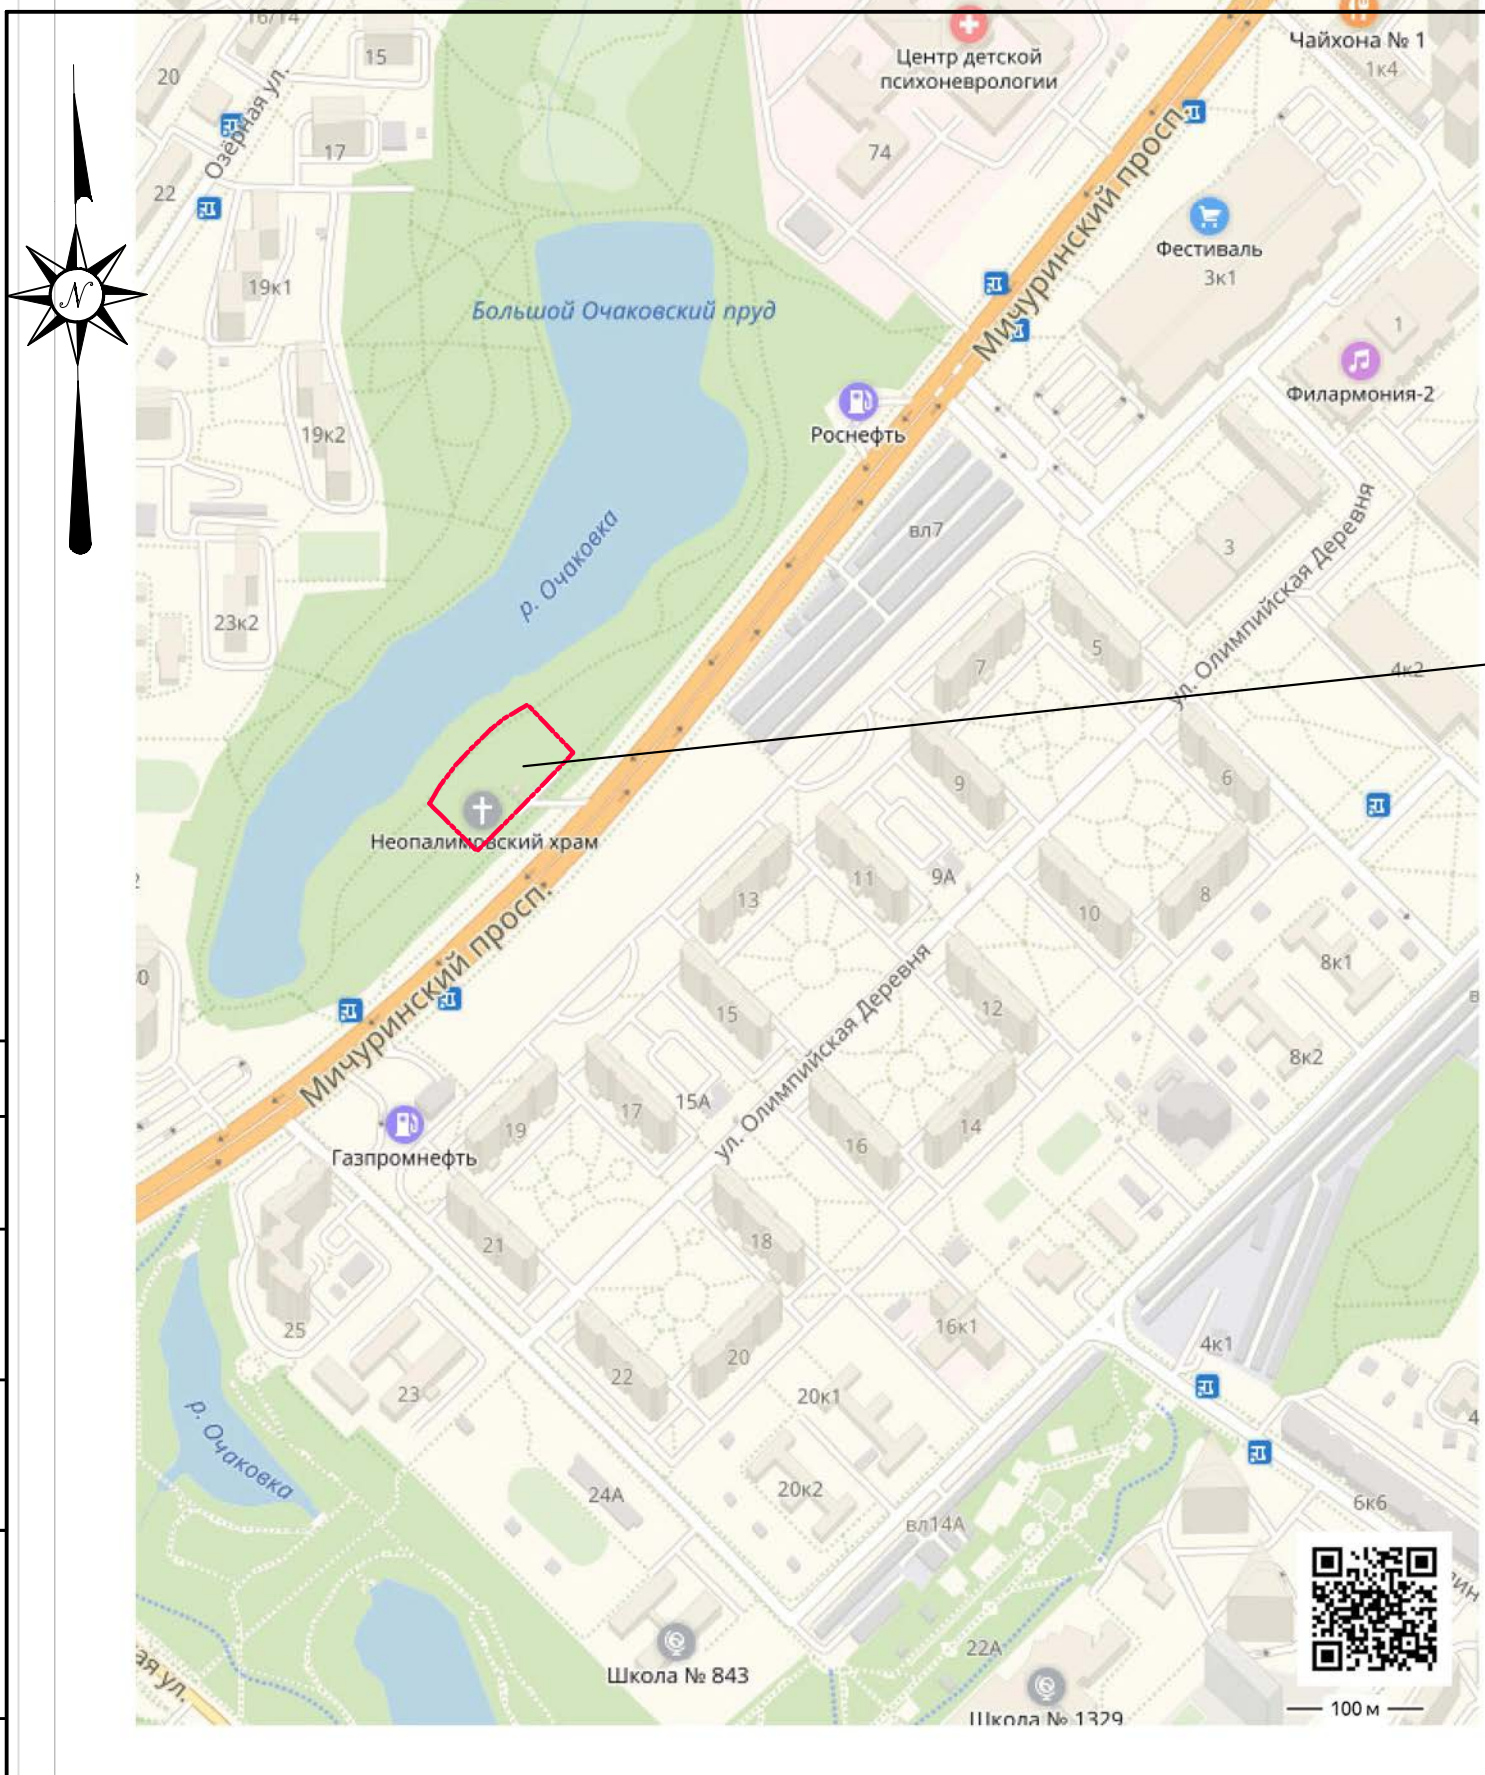 16/14
15
20
Озёрная ул.
17
22
19к1
19к2
23к2
Центр детской
психоневрологии
74
Чайхона № 1
1к4
Мичуринский просп.
Фестиваль
3к1
1
Филармония-2
Большой Очаковский пруд
Роснефть
р. Очаковка
вл7
3
ул. Олимпийская Деревня
5
7
4к2
9
6
N
Неопалимовский храм
13
11
9А
10
8
8к1
8к2
Мичуринский просп.
15
12
ул. Олимпийская Деревня
17
15А
19
16
14
Газпромнефть
21
18
25
16к1
4к1
23
22
20
20к1
р. Очаковка
24А
20к2
вл14А
6к6
22А
Школа № 843
Школа № 1329
100 м